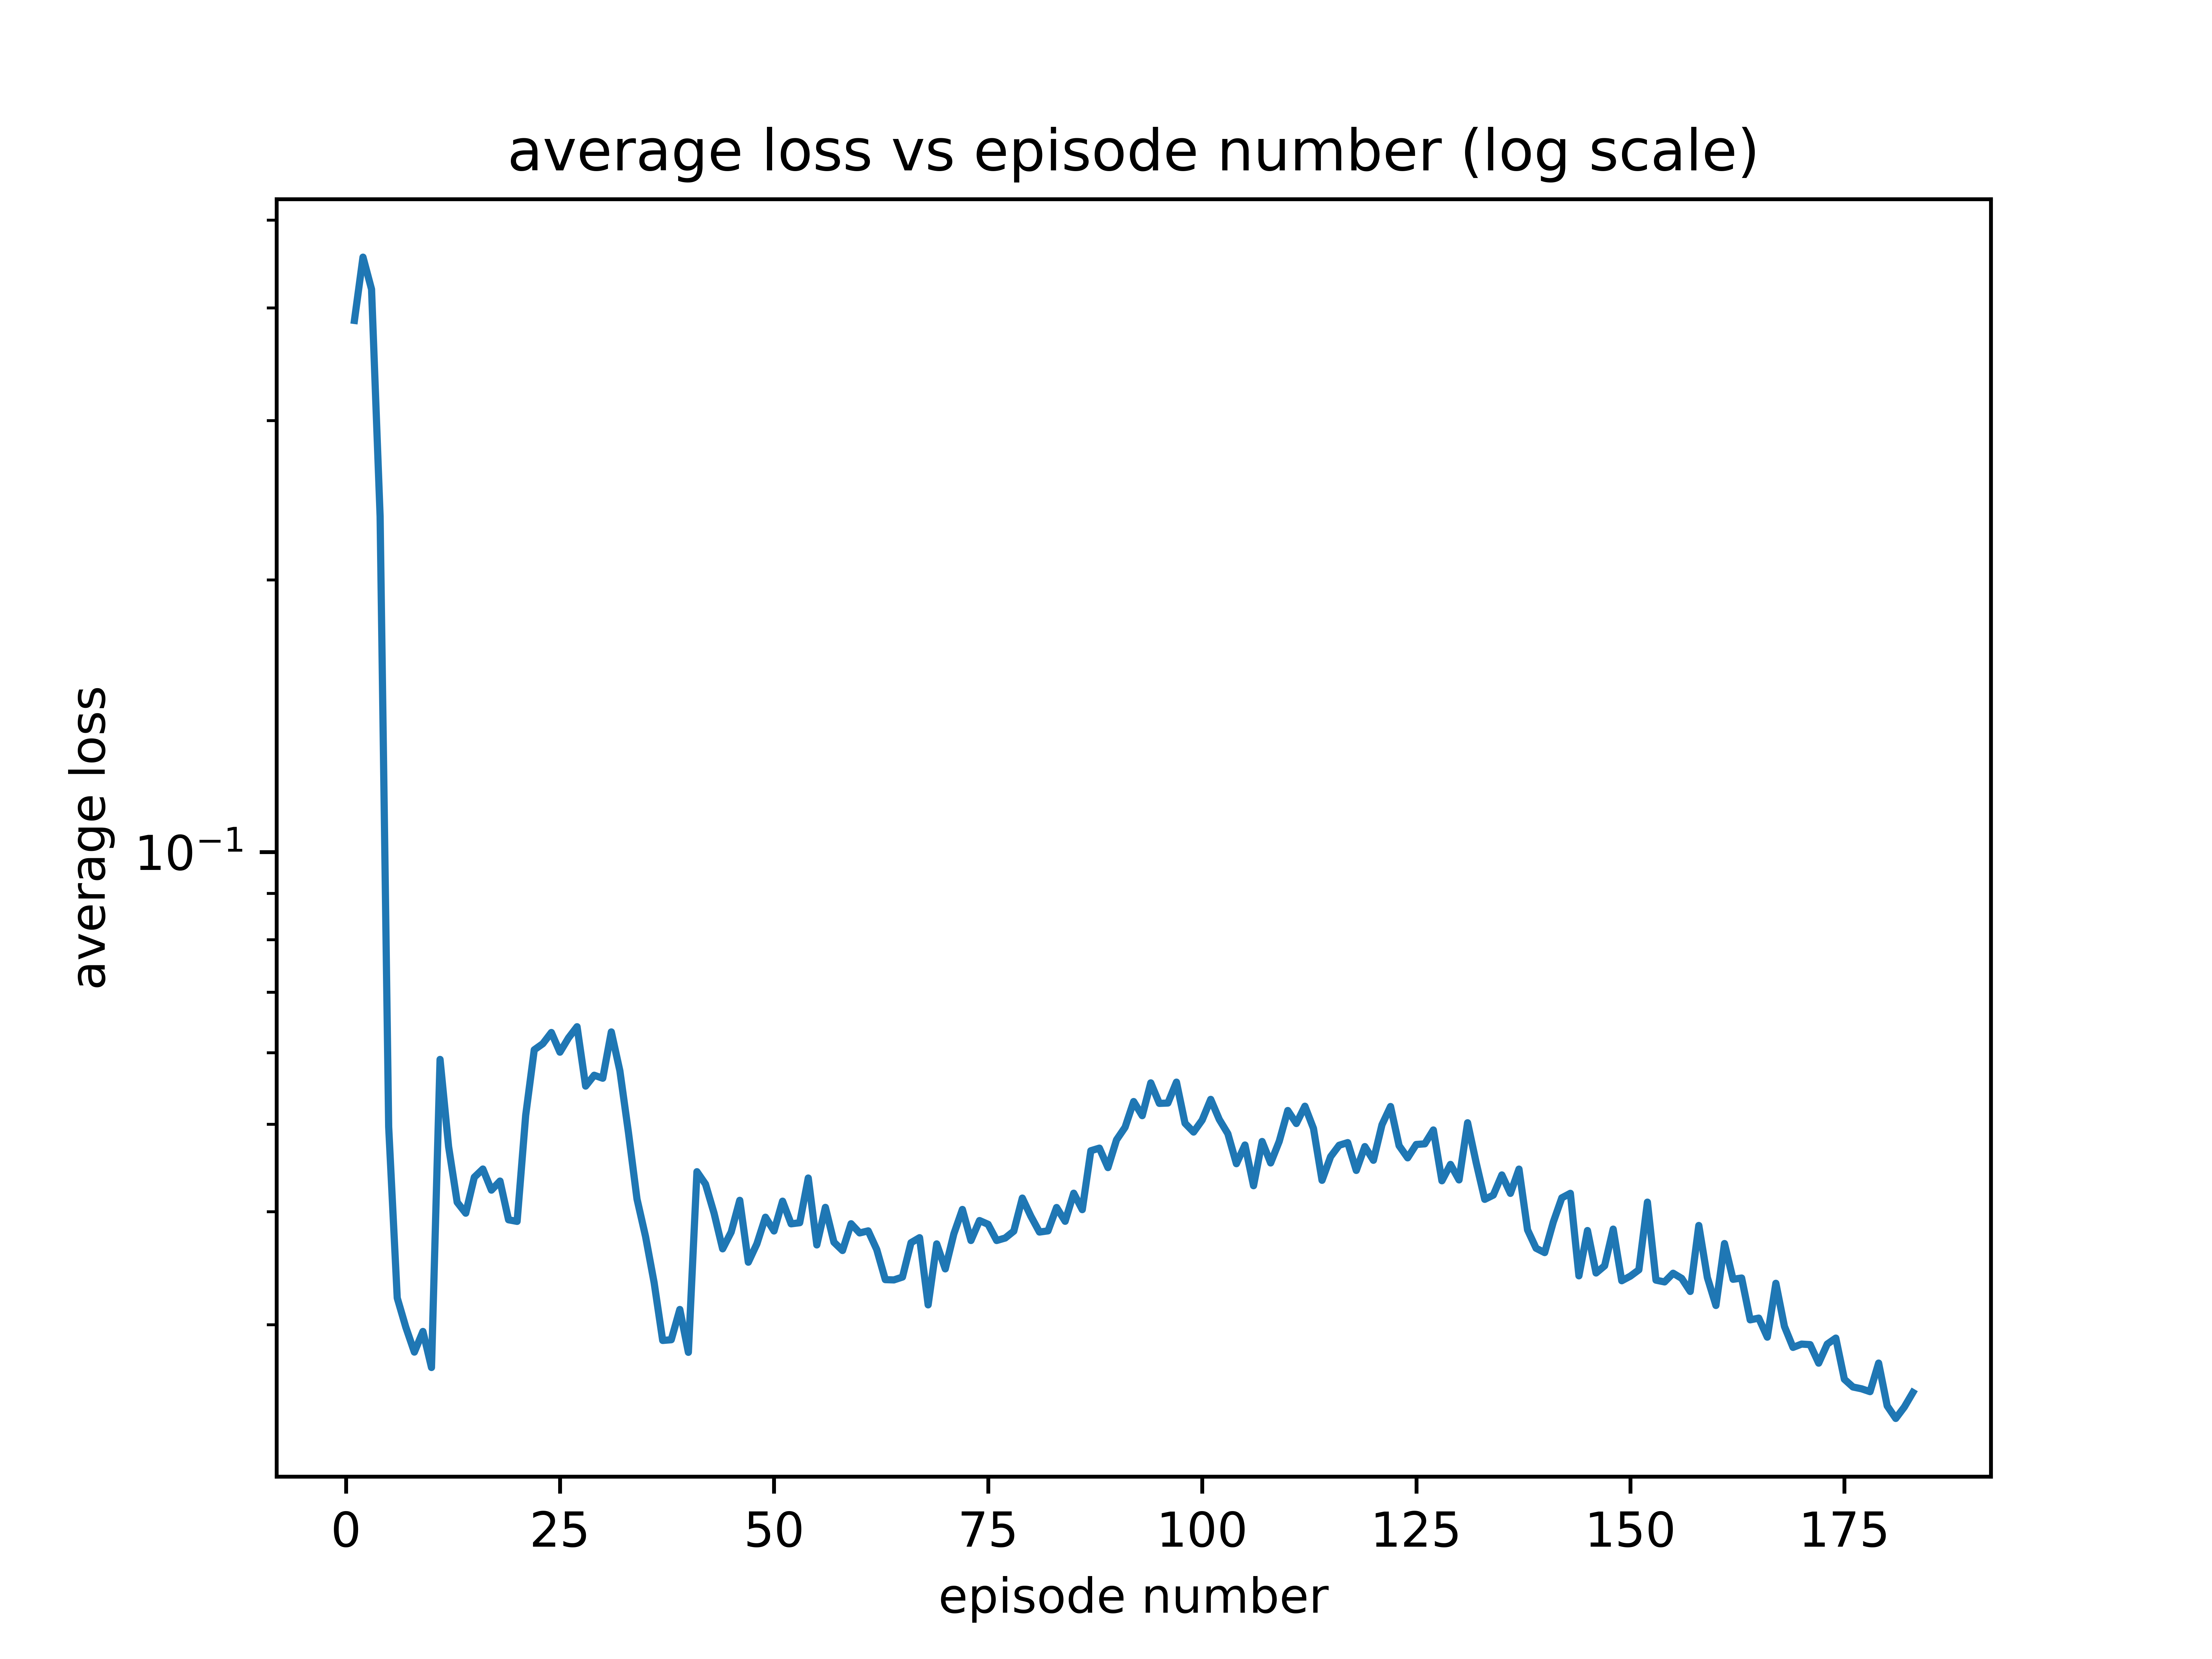 average loss vs episode number (log scale)
average loss
10⁻¹
0 25 50 75 100 125 150 175
episode number